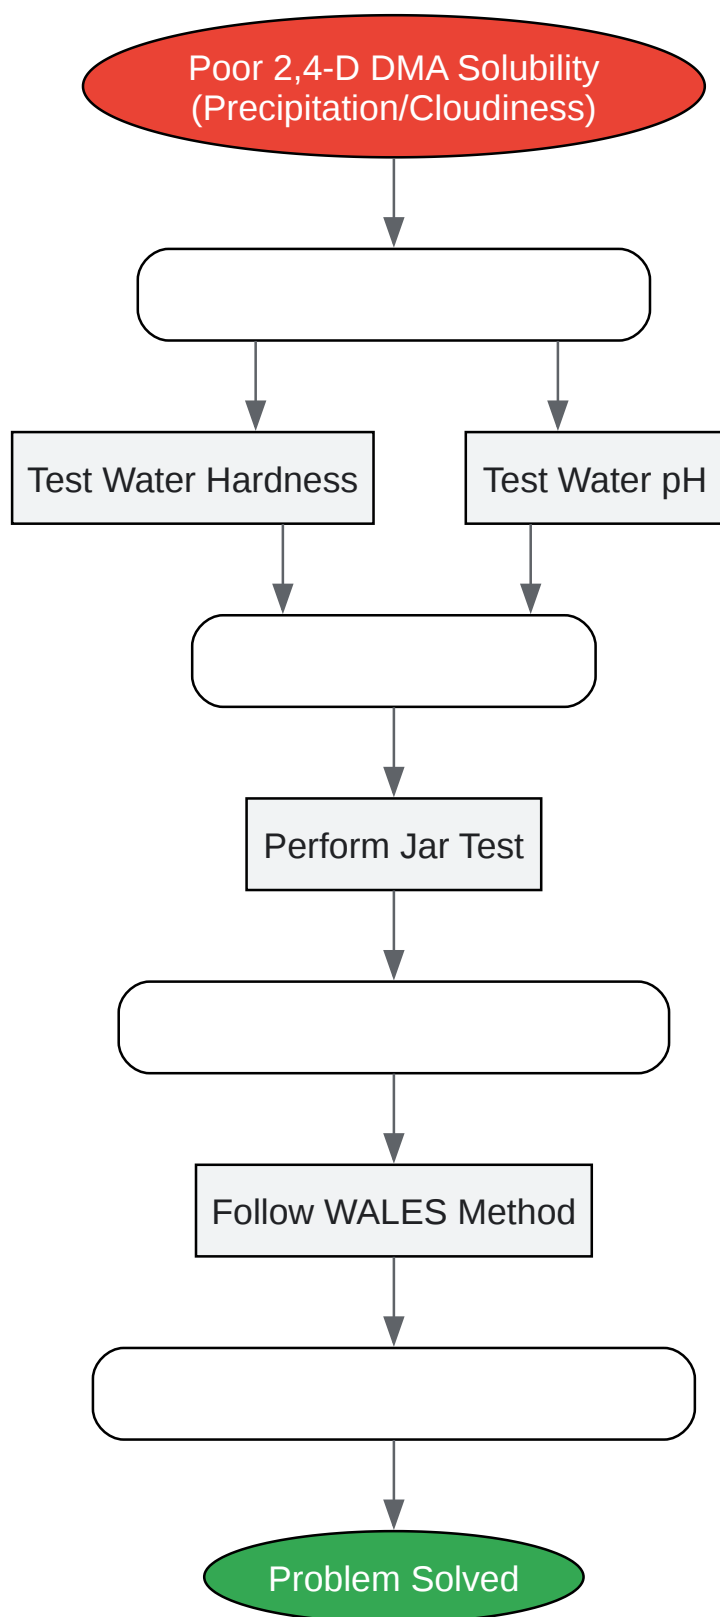 Poor 2,4-D DMA Solubility
(Precipitation/Cloudiness)
Test Water Hardness
Test Water pH
Perform Jar Test
Follow WALES Method
Problem Solved